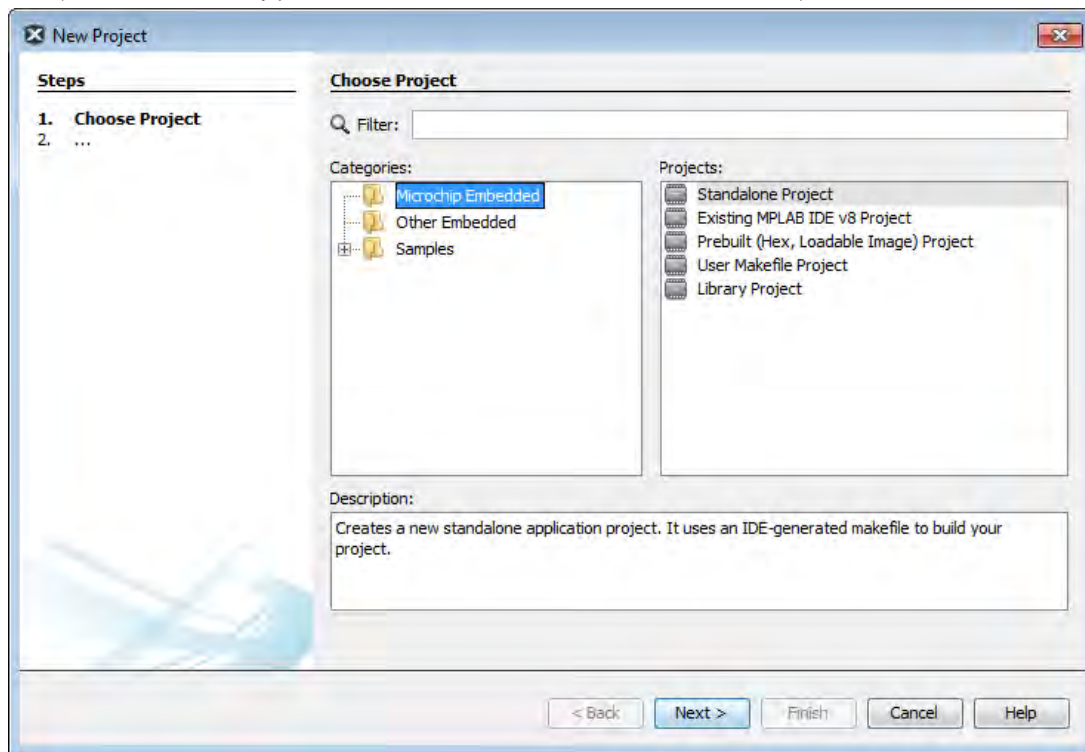 New Project
Steps
1. Choose Project
2. ...
Choose Project
Filter:
Categories:
Microchip Embedded
Other Embedded
Samples
Projects:
Standalone Project
Existing MPLAB IDE v8 Project
Prebuilt (Hex, Loadable Image) Project
User Makefile Project
Library Project
Description:
Creates a new standalone application project. It uses an IDE-generated makefile to build your
project.
< Back
Next >
Finish
Cancel
Help